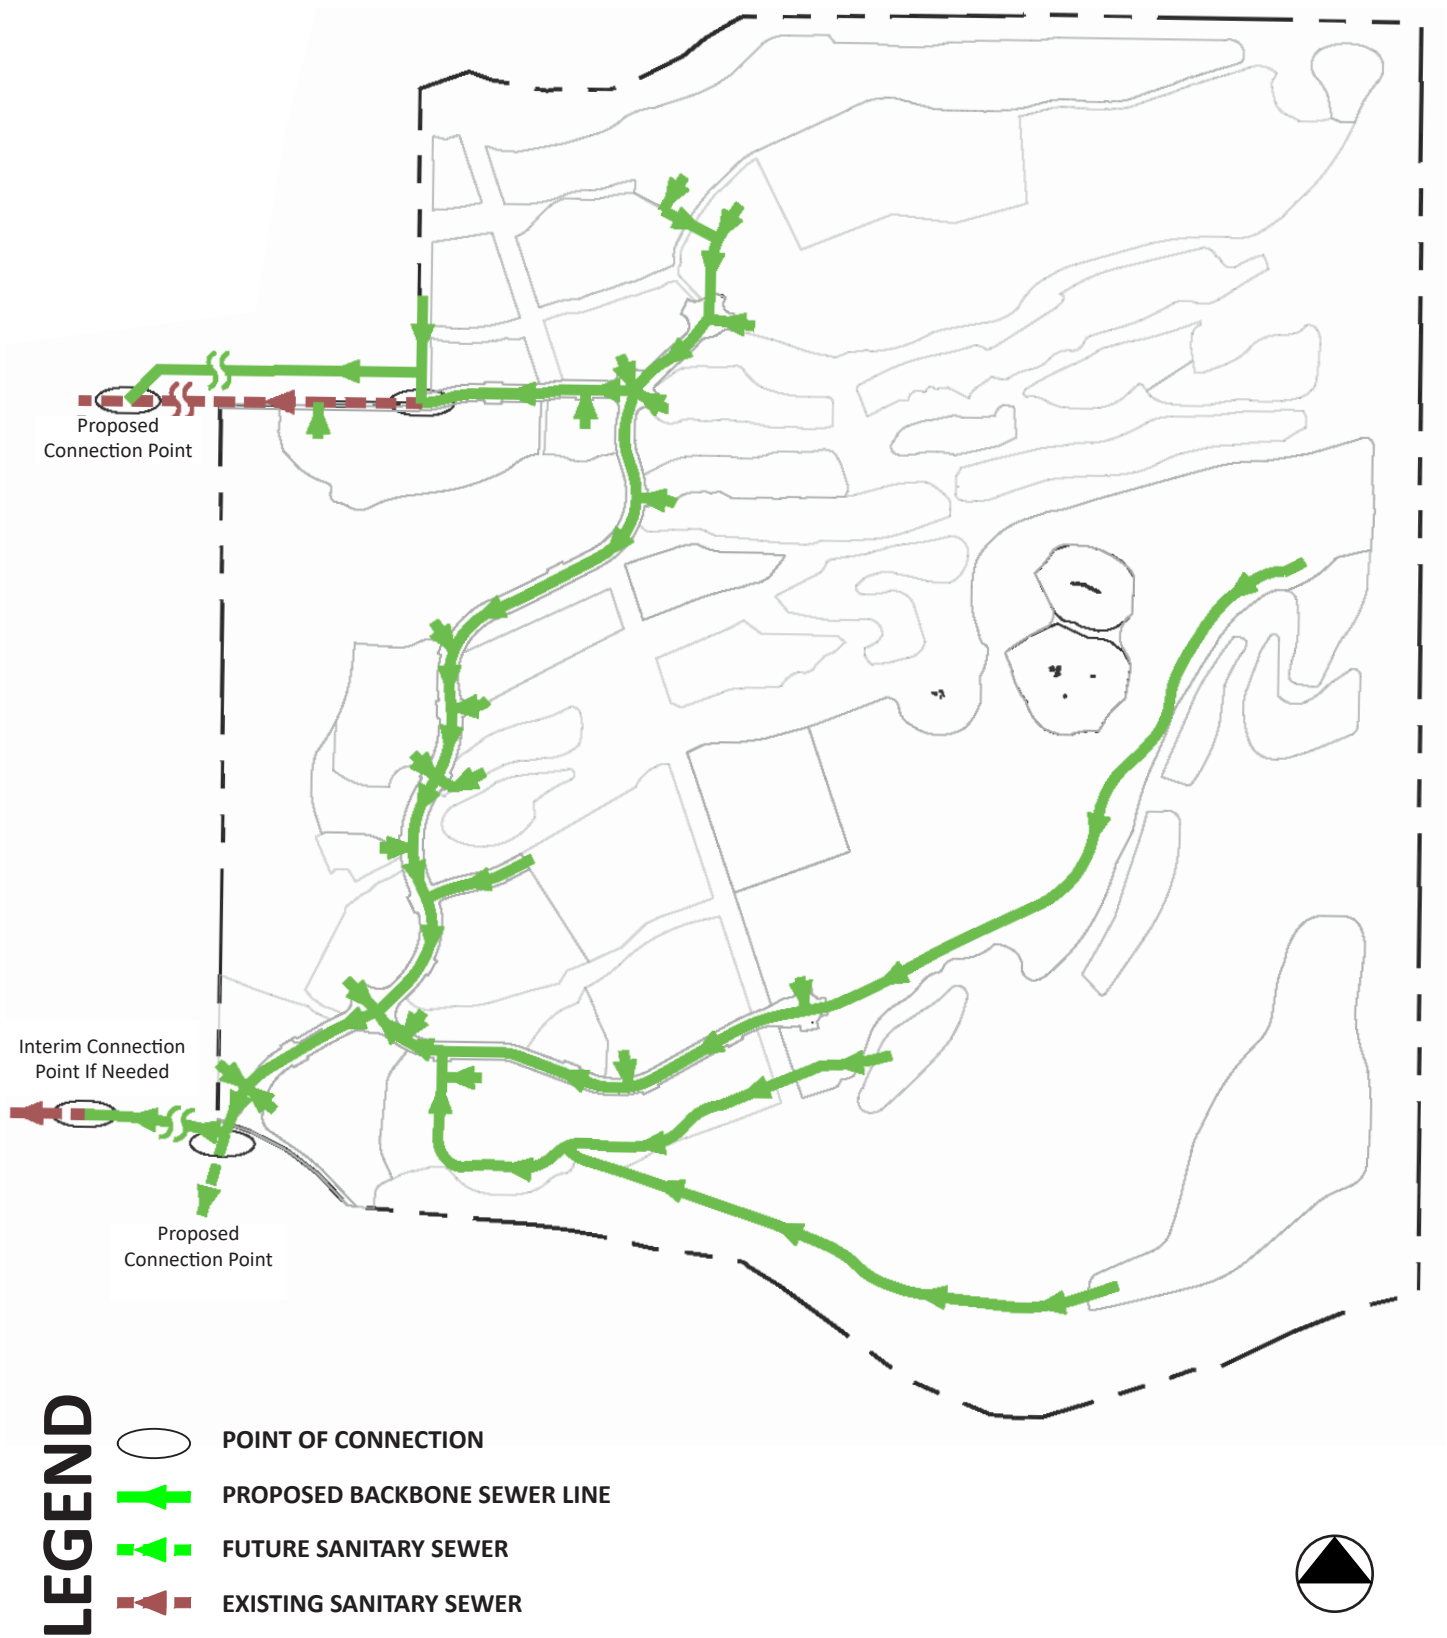 Proposed
Connection Point
Interim Connection
Point If Needed
Proposed
Connection Point
LEGEND
POINT OF CONNECTION
PROPOSED BACKBONE SEWER LINE
FUTURE SANITARY SEWER
EXISTING SANITARY SEWER